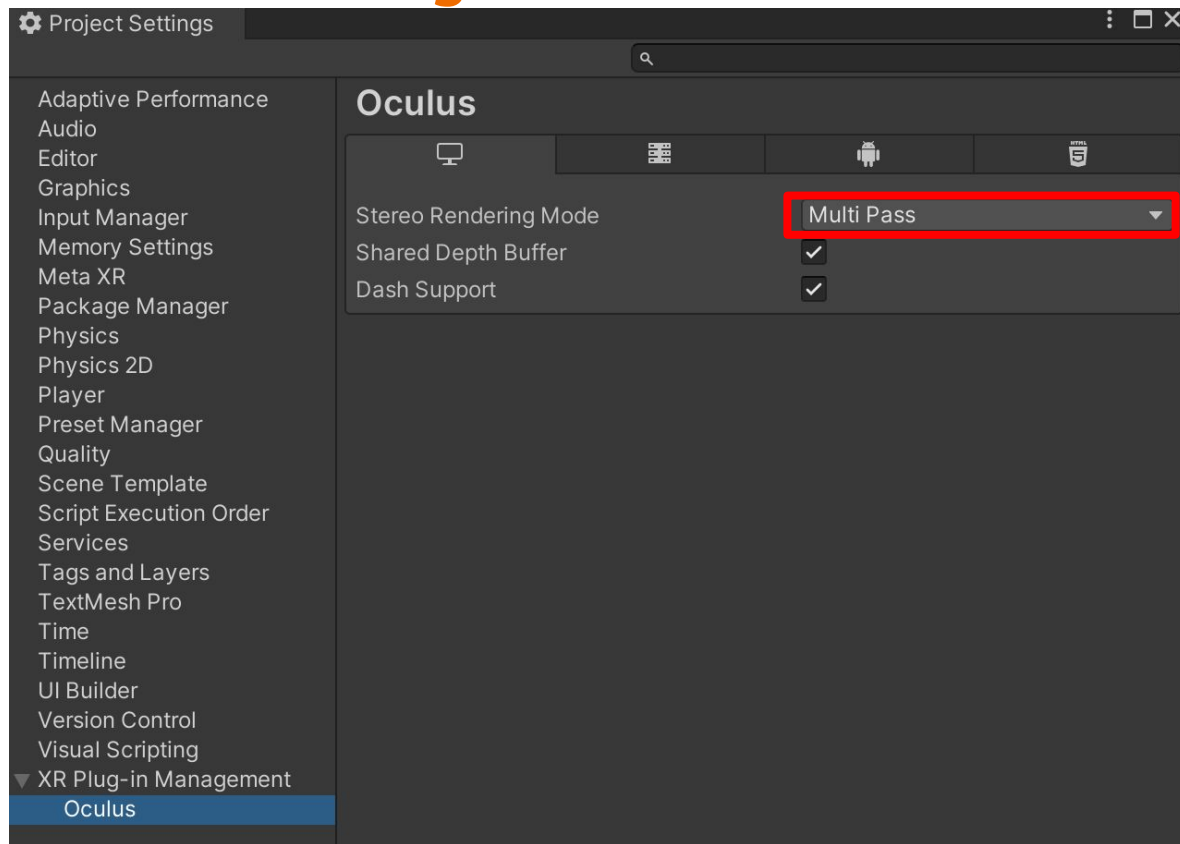 Project Settings
Adaptive Performance
Audio
Editor
Graphics
Input Manager
Memory Settings
Meta XR
Package Manager
Physics
Physics 2D
Player
Preset Manager
Quality
Scene Template
Script Execution Order
Services
Tags and Layers
TextMesh Pro
Time
Timeline
UI Builder
Version Control
Visual Scripting
XR Plug-in Management
Oculus
Oculus
HTML
5
Stereo Rendering Mode Multi Pass
Shared Depth Buffer
Dash Support